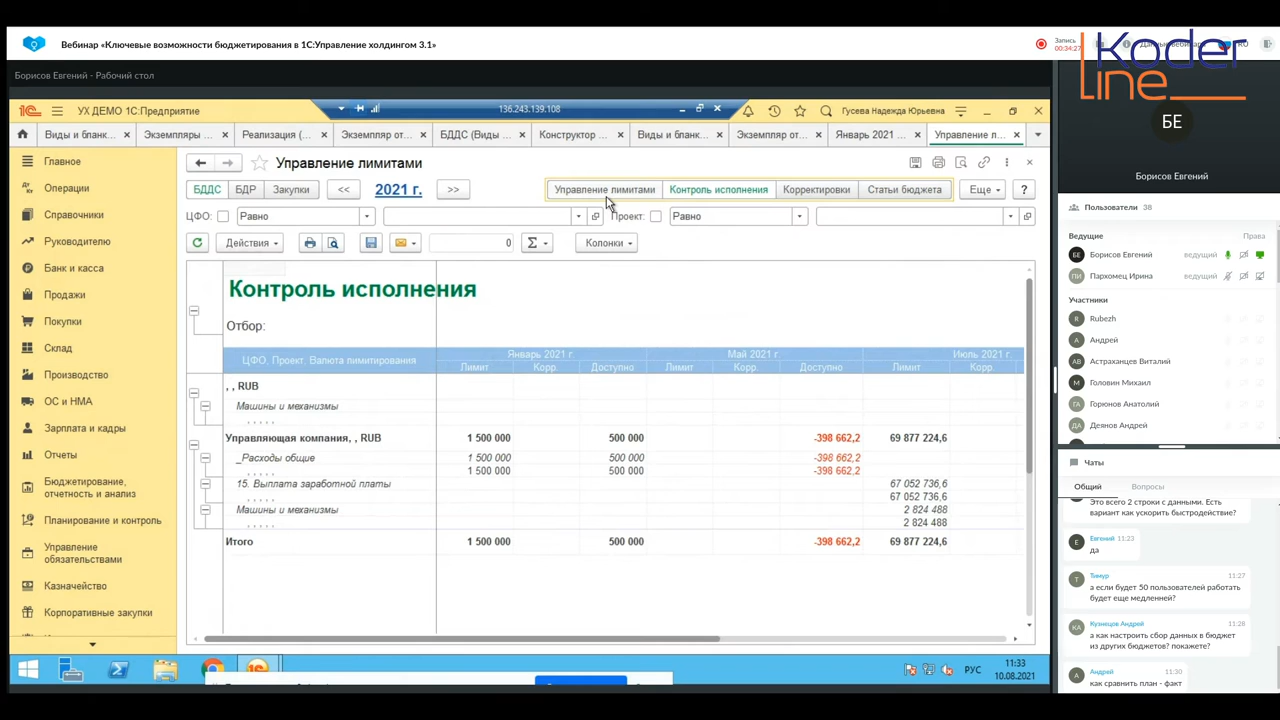 Вебинар «Ключевые возможности бюджетирования в 1С:Управление холдингом 3.1»
Запись
00:34:27
Данные вебинара
RU
Koder
line
Борисов Евгений - Рабочий стол
УХ ДЕМО 1С:Предприятие
136.243.139.108
Гусева Надежда Юрьевна
Виды и бланк...
Экземпляры ...
Реализация (...
Экземпляр от...
БДДС (Виды ...
Конструктор ...
Виды и бланк...
Экземпляр от...
Январь 2021 ...
Управление л...
Главное
Операции
Справочники
Руководителю
Банк и касса
Продажи
Покупки
Склад
Производство
ОС и НМА
Зарплата и кадры
Отчеты
Бюджетирование,
отчетность и анализ
Планирование и контроль
Управление
обязательствами
Казначейство
Корпоративные закупки
Управление лимитами
БДДС
БДР
Закупки
<<
2021 г.
>>
Управление лимитами
Контроль исполнения
Корректировки
Статьи бюджета
Еще
?
ЦФО:
Равно
Проект:
Равно
Действия
0
Σ
Колонки
Контроль исполнения
Отбор:
ЦФО, Проект, Валюта лимитирования
Январь 2021 г.
Май 2021 г.
Июль 2021 г.
Лимит Корр. Доступно Лимит Корр. Доступно Лимит Корр.
, , RUB
Машины и механизмы
, , , , ,
Управляющая компания, , RUB 1 500 000 500 000 -398 662,2 69 877 224,6
_Расходы общие 1 500 000 500 000 -398 662,2
, , , , , 1 500 000 500 000 -398 662,2
15. Выплата заработной платы 67 052 736,6
, , , , , 67 052 736,6
Машины и механизмы 2 824 488
, , , , , 2 824 488
Итого 1 500 000 500 000 -398 662,2 69 877 224,6
РУС
11:33
10.08.2021
БЕ
Борисов Евгений
Пользователи 38
Ведущие
Права
БЕ
Борисов Евгений
ведущий
ПИ
Пархомец Ирина
ведущий
Участники
R
Rubezh
А
Андрей
АВ
Астраханцев Виталий
ГМ
Головин Михаил
ГА
Горюнов Анатолий
ДА
Деянов Андрей
Чаты
Общий
Вопросы
Это всего 2 строки с данными. Есть
вариант как ускорить быстродействие?
Е
Евгений
11:23
да
Т
Тимур
11:27
а если будет 50 пользователей работать
будет еще медленней?
КА
Кузнецов Андрей
11:28
а как настроить сбор данных в бюджет
из других бюджетов? покажете?
А
Андрей
11:30
как сравнить план - факт